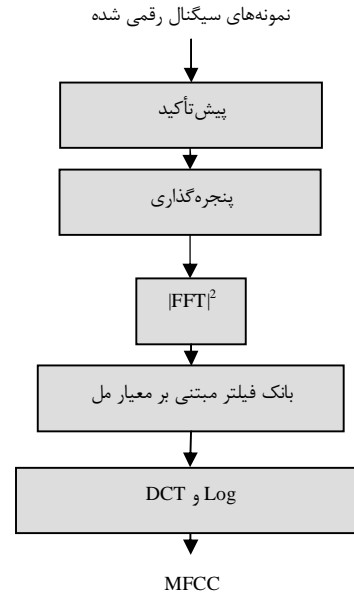 نمونه‌های سیگنال رقمی شده
پیش‌تأکید
پنجره‌گذاری
|FFT|²
بانک فیلتر مبتنی بر معیار مل
Log و DCT
MFCC